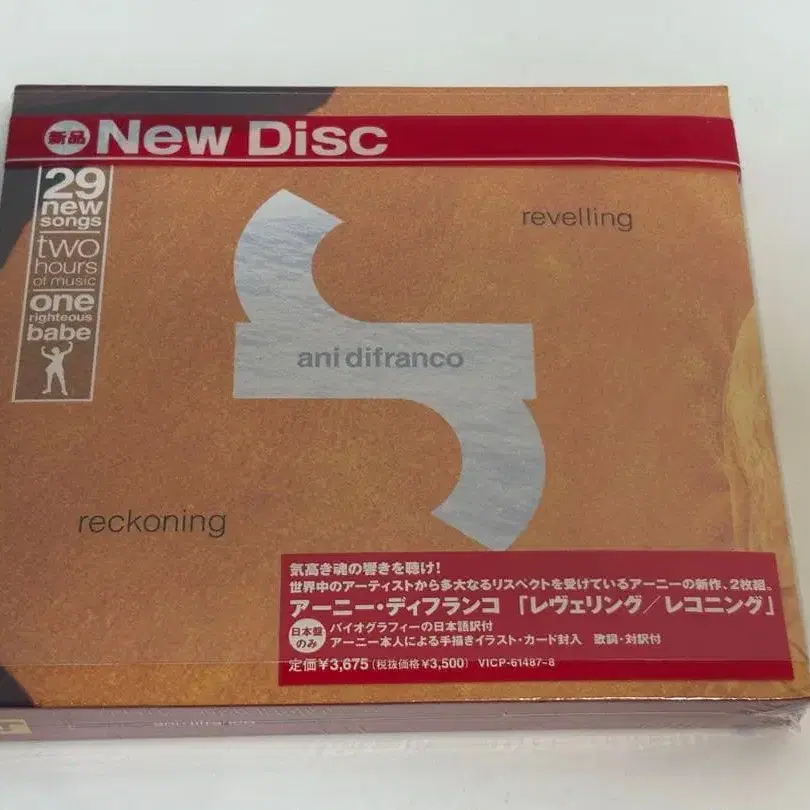 新品 New Disc
29
new
songs
two
hours
of music
one
righteous
babe
revelling
ani difranco
reckoning
気高き魂の響きを聴け!
世界中のアーティストから多大なるリスペクトを受けているアーニーの新作、2枚組。
アーニー・ディフランコ 「レヴェリング/レコニング」
日本盤
のみ
バイオグラフィーの日本語訳付
アーニー本人による手描きイラスト・カード封入 歌詞・対訳付
定価¥3,675(税抜価格¥3,500) VICP-61487~8
ani difranco